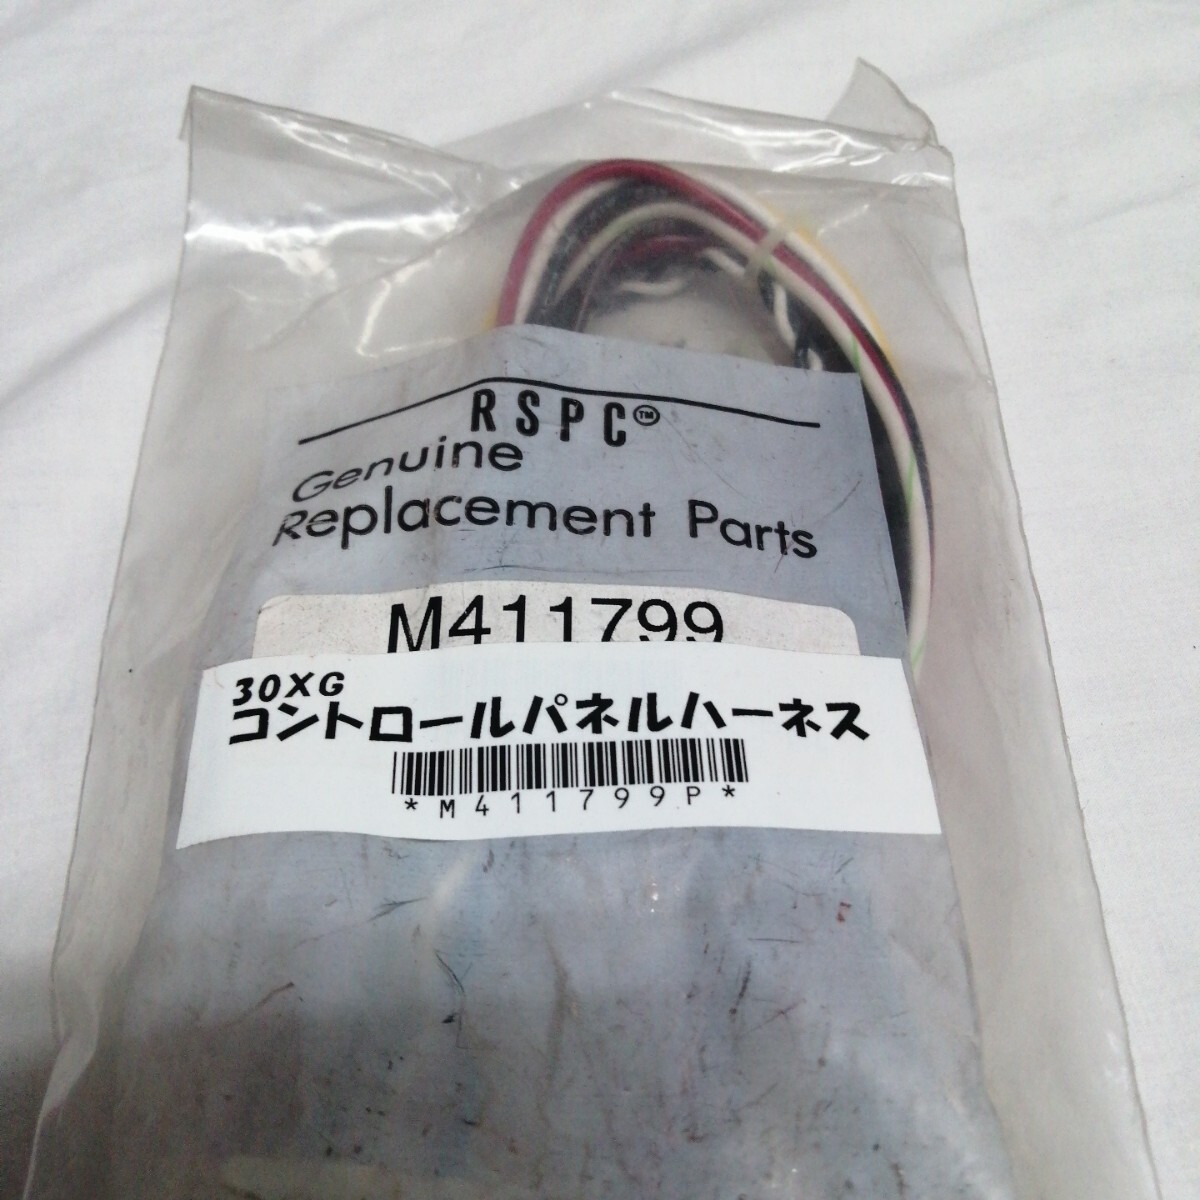 RSPC™
Genuine
Replacement Parts
M411799
30XG
コントロールパネルハーネス
*M411799P*